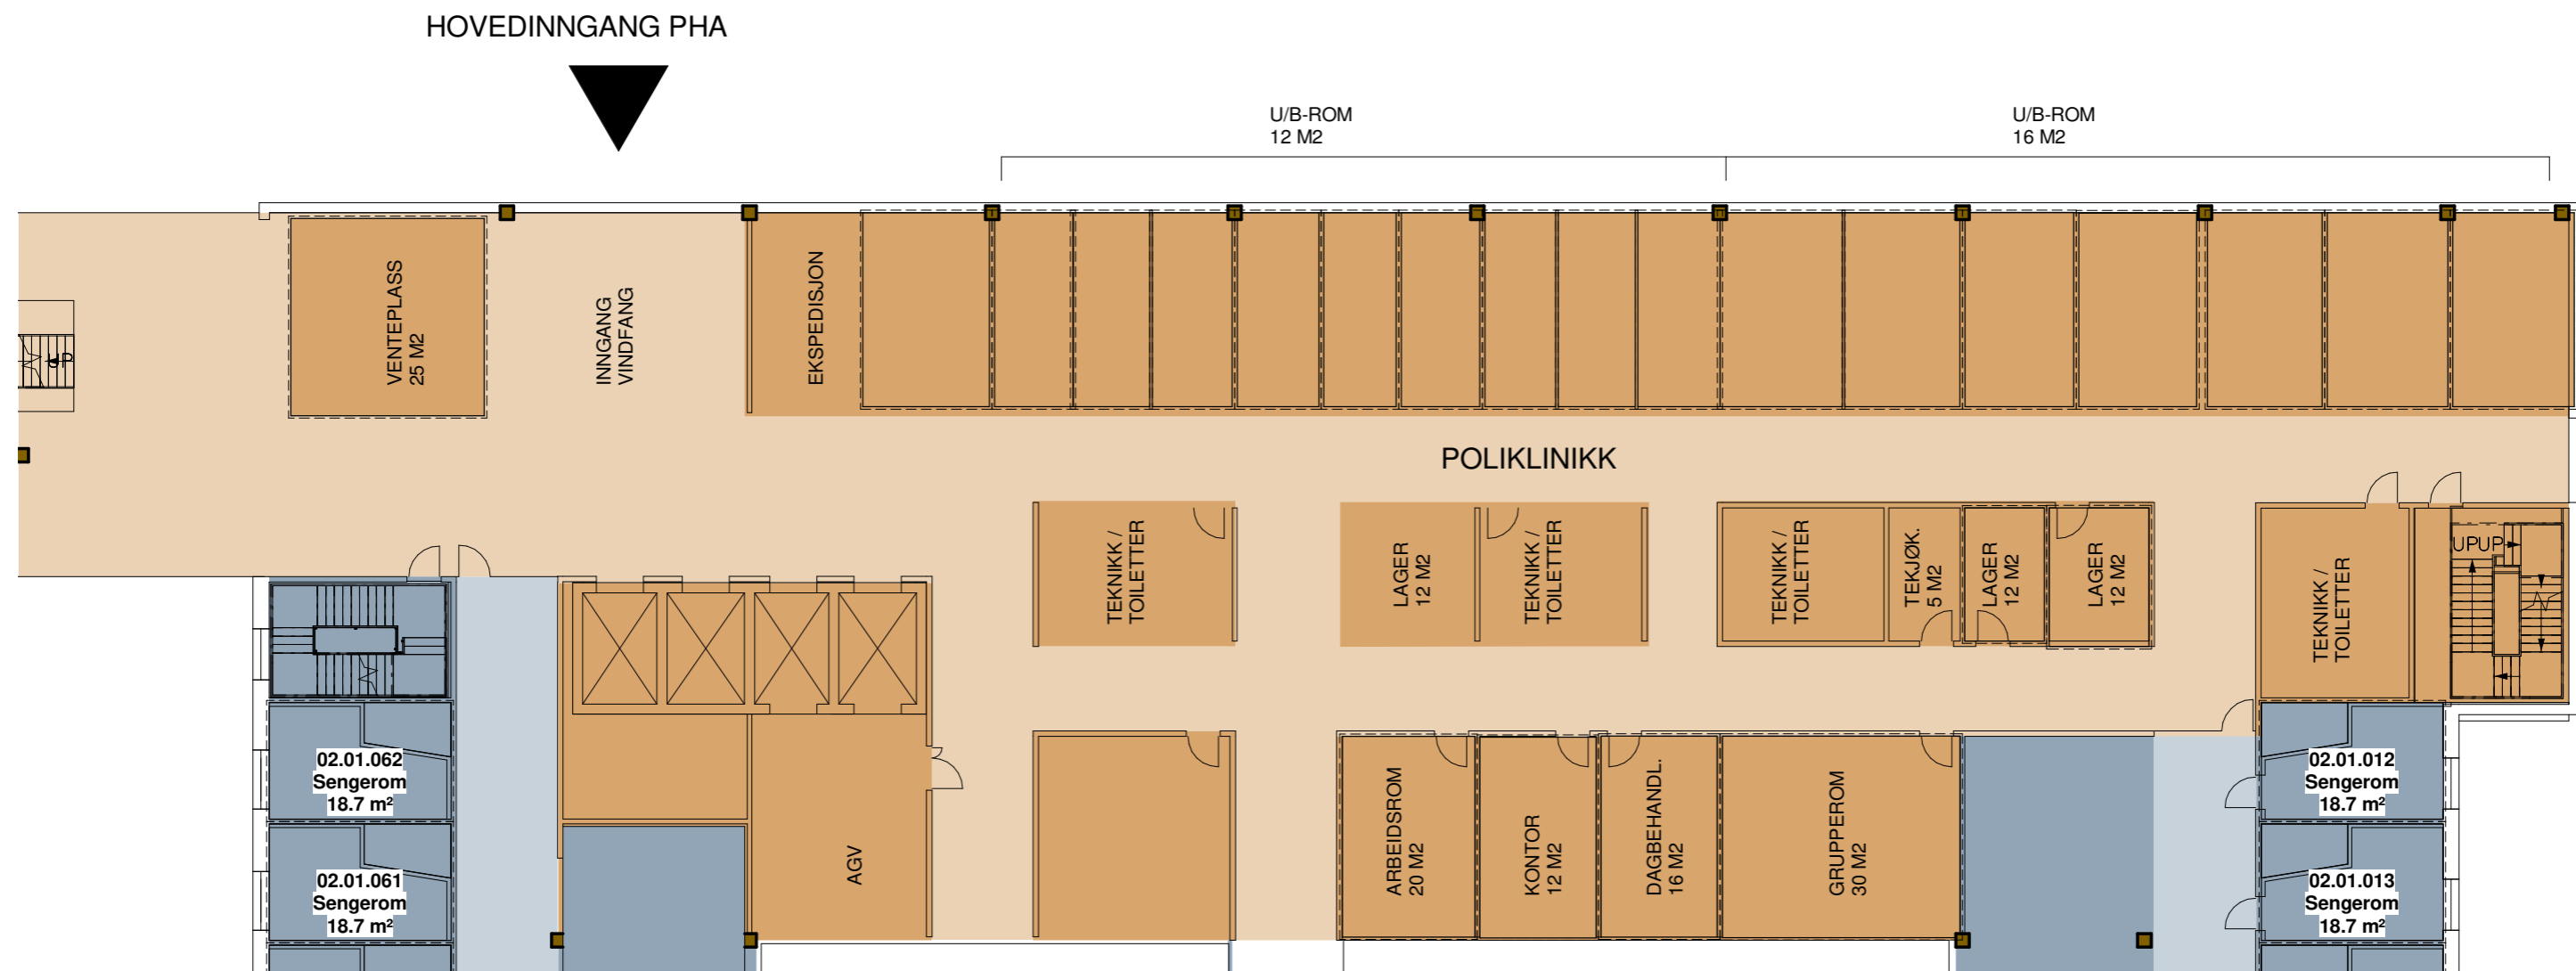 HOVEDINNGANG PHA
U/B-ROM
12 M2
U/B-ROM
16 M2
VENTEPLASS
25 M2
INNGANG
VINDFANG
EKSPEDISJON
UP
POLIKLINIKK
TEKNIKK /
TOILETTER
LAGER
12 M2
TEKNIKK /
TOILETTER
TEKNIKK /
TOILETTER
TEKJØK.
5 M2
LAGER
12 M2
LAGER
12 M2
TEKNIKK /
TOILETTER
UPUP
02.01.062
Sengerom
18.7 m²
02.01.061
Sengerom
18.7 m²
AGV
ARBEIDSROM
20 M2
KONTOR
12 M2
DAGBEHANDL.
16 M2
GRUPPEROM
30 M2
02.01.012
Sengerom
18.7 m²
02.01.013
Sengerom
18.7 m²